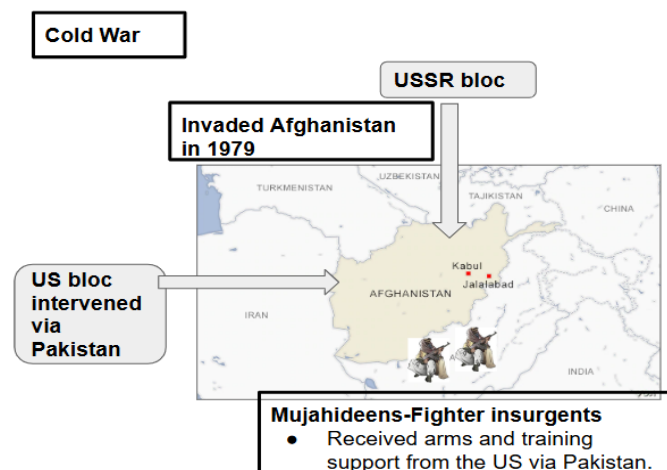 Cold War
USSR bloc
Invaded Afghanistan
in 1979
UZBEKISTAN
TURKMENISTAN
TAJIKISTAN
CHINA
Kabul
Jalalabad
US bloc
intervened
via
Pakistan
AFGHANISTAN
IRAN
INDIA
Mujahideens-Fighter insurgents
● Received arms and training
support from the US via Pakistan.